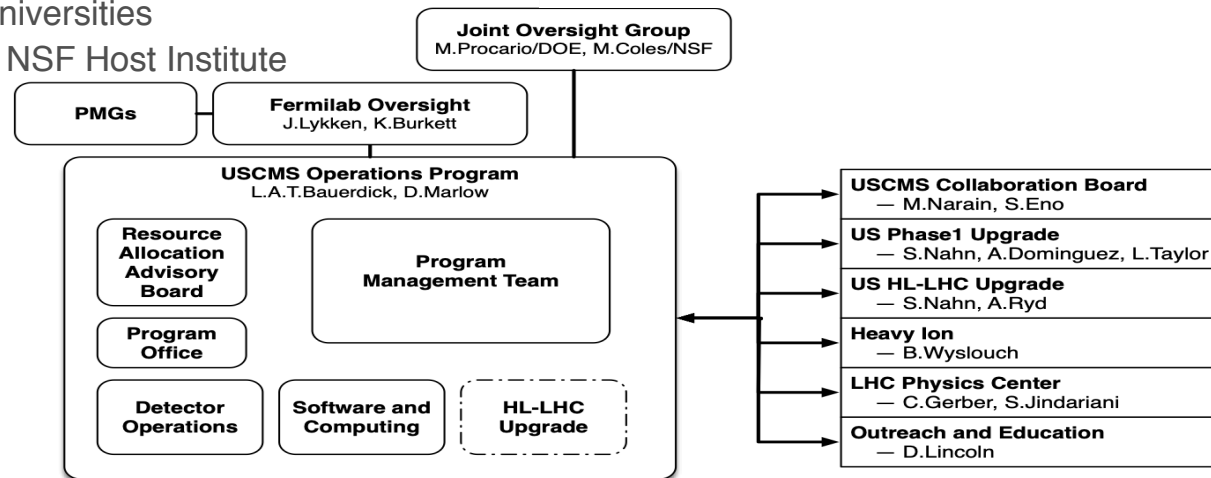 niversities
NSF Host Institute
Joint Oversight Group
M.Procario/DOE, M.Coles/NSF
PMGs
Fermilab Oversight
J.Lykken, K.Burkett
USCMS Operations Program
L.A.T.Bauerdick, D.Marlow
Resource
Allocation
Advisory
Board
Program
Management Team
Program
Office
Detector
Operations
Software and
Computing
HL-LHC
Upgrade
USCMS Collaboration Board
— M.Narain, S.Eno
US Phase1 Upgrade
— S.Nahn, A.Dominguez, L.Taylor
US HL-LHC Upgrade
— S.Nahn, A.Ryd
Heavy Ion
— B.Wyslouch
LHC Physics Center
— C.Gerber, S.Jindariani
Outreach and Education
— D.Lincoln